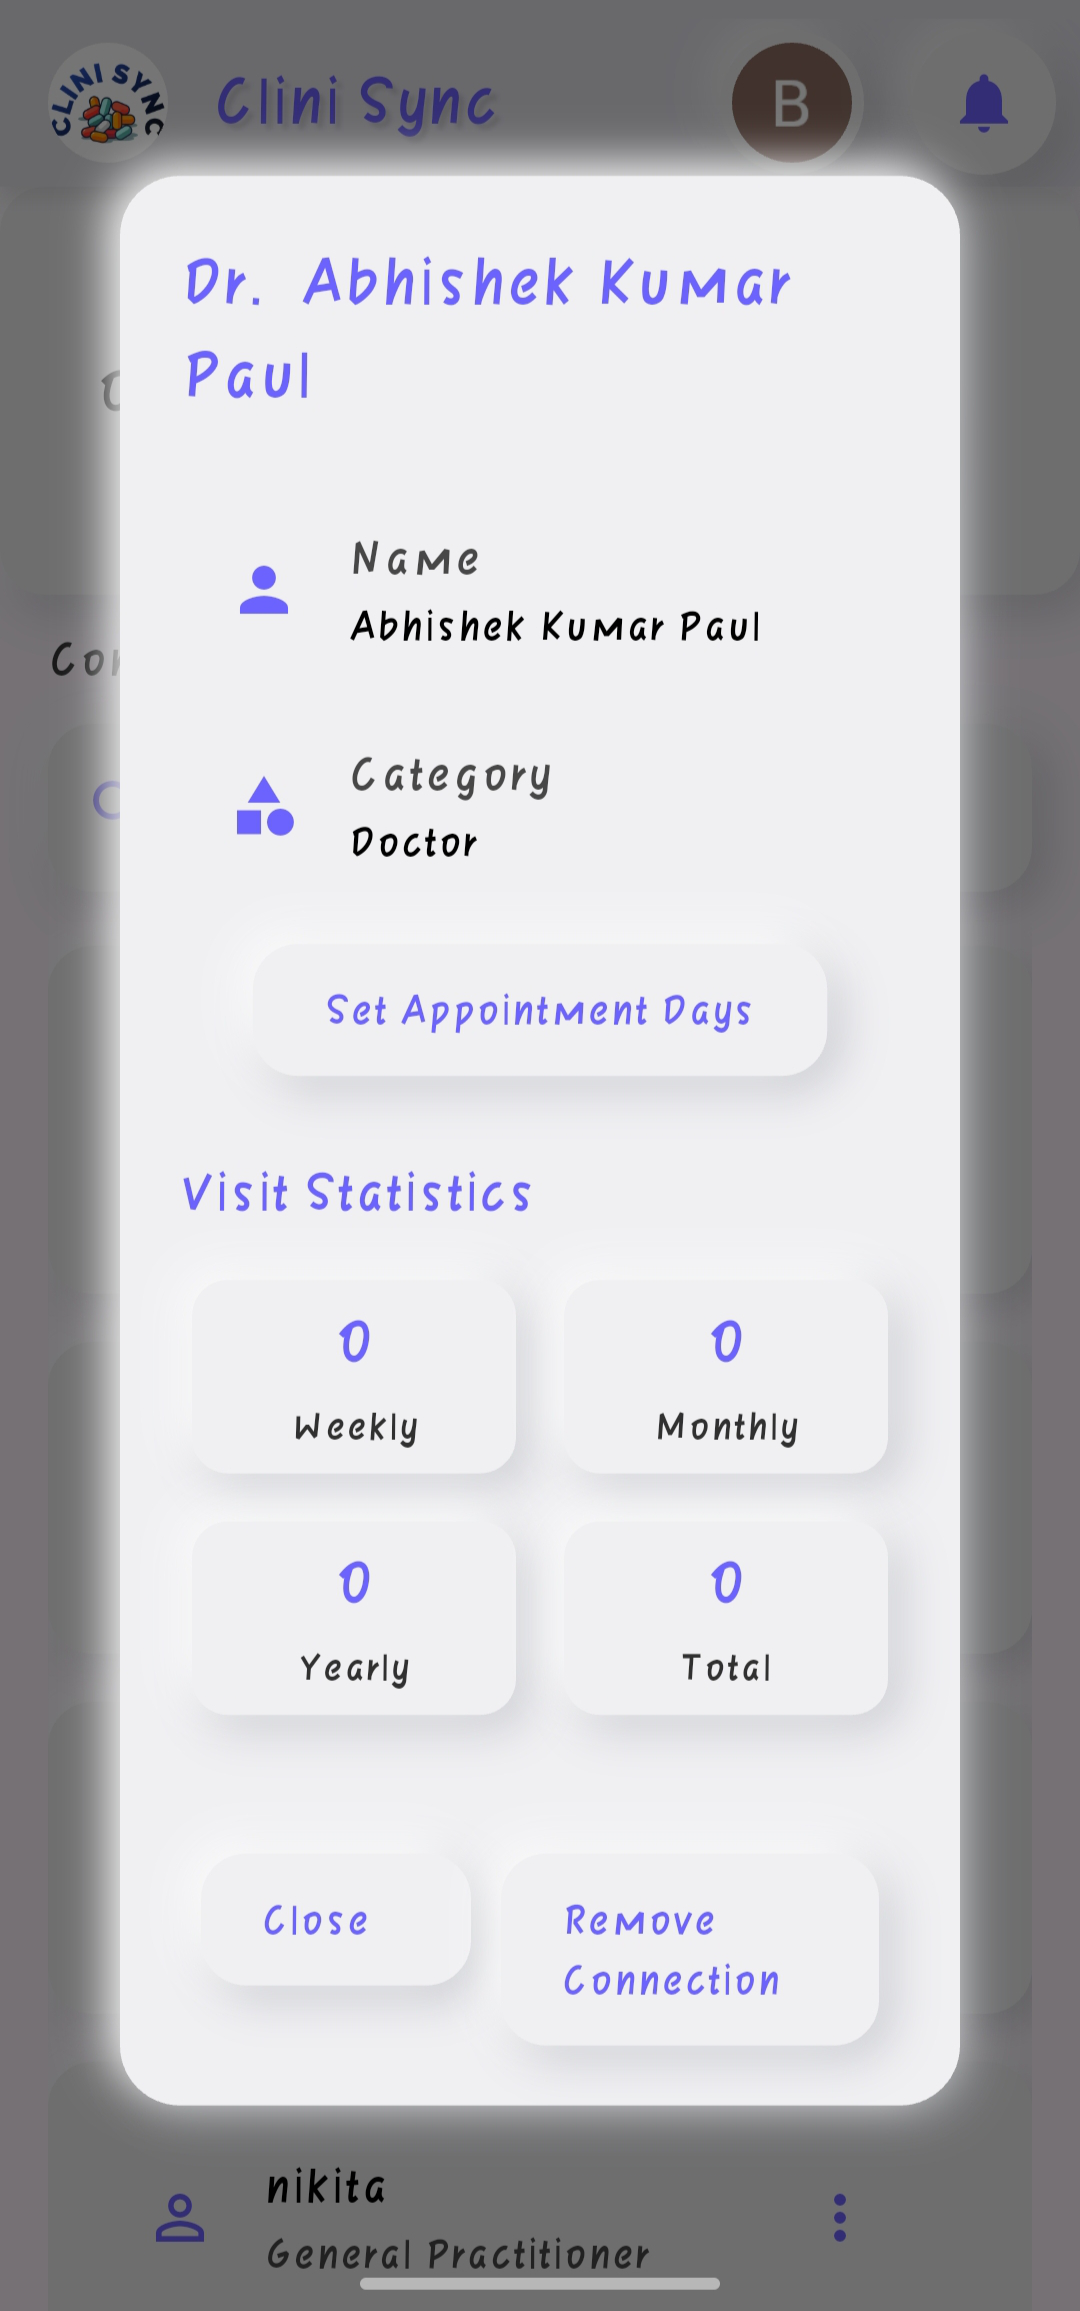 CLINI SYNC
Clini Sync
B
Dr. Abhishek Kumar
Paul
Name
Abhishek Kumar Paul
Category
Doctor
Set Appointment Days
Visit Statistics
0
Weekly
0
Monthly
0
Yearly
0
Total
Close
Remove
Connection
nikita
General Practitioner